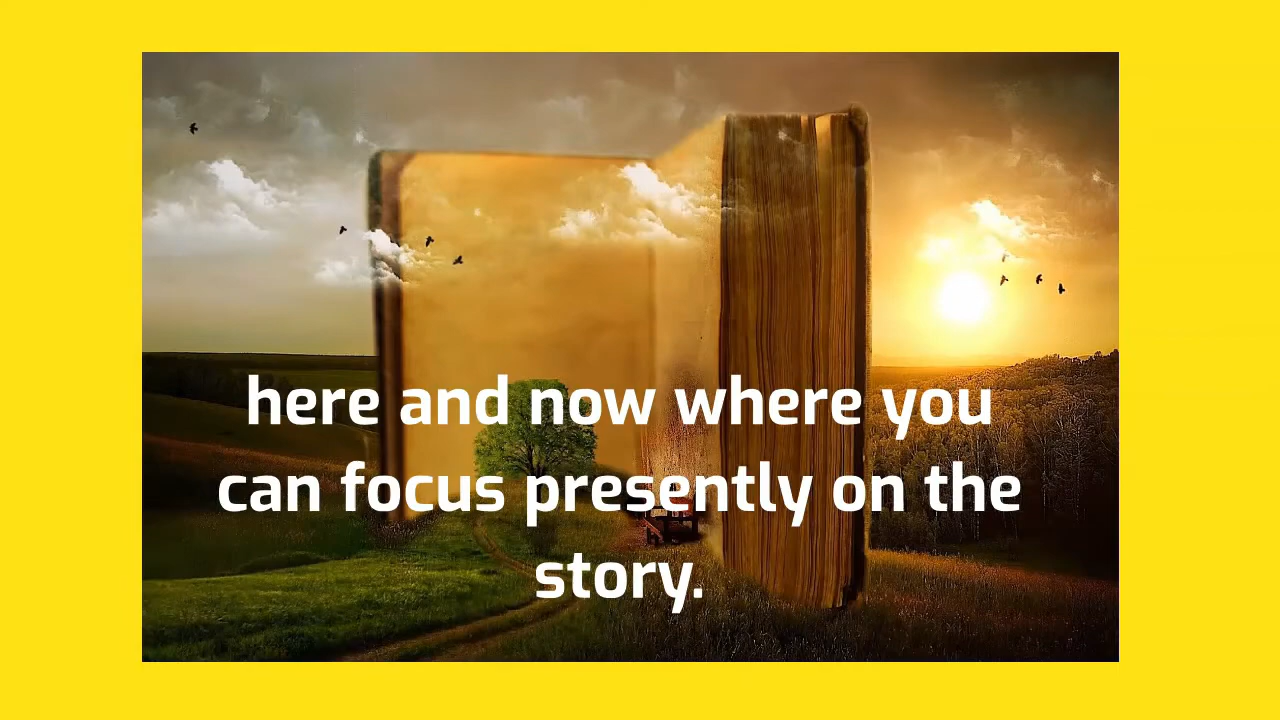 here and now where you
can focus presently on the
story.